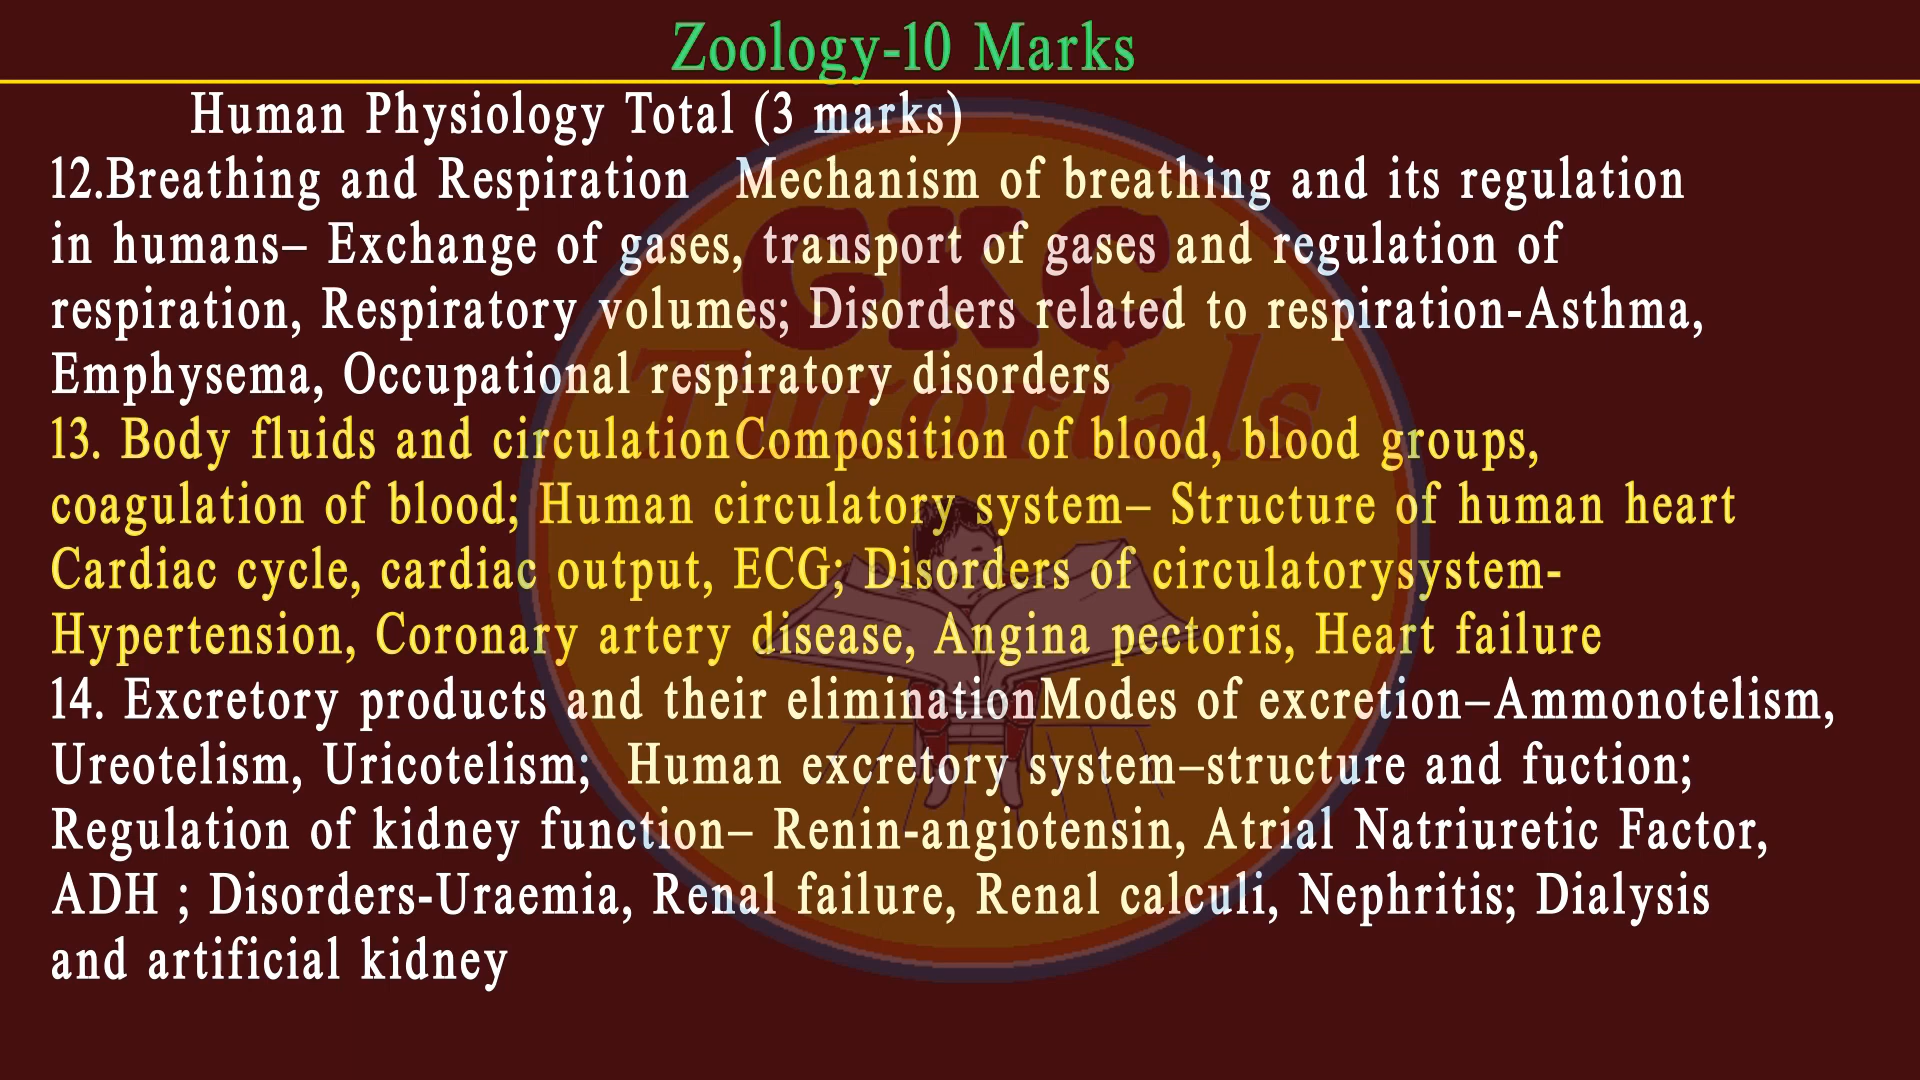 Zoology-10 Marks
Human Physiology Total (3 marks)
12.Breathing and Respiration Mechanism of breathing and its regulation
in humans– Exchange of gases, transport of gases and regulation of
respiration, Respiratory volumes; Disorders related to respiration-Asthma,
Emphysema, Occupational respiratory disorders
13. Body fluids and circulationComposition of blood, blood groups,
coagulation of blood; Human circulatory system– Structure of human heart
Cardiac cycle, cardiac output, ECG; Disorders of circulatorysystem-
Hypertension, Coronary artery disease, Angina pectoris, Heart failure
14. Excretory products and their eliminationModes of excretion–Ammonotelism,
Ureotelism, Uricotelism; Human excretory system–structure and fuction;
Regulation of kidney function– Renin-angiotensin, Atrial Natriuretic Factor,
ADH ; Disorders-Uraemia, Renal failure, Renal calculi, Nephritis; Dialysis
and artificial kidney
GKC
Tutorials